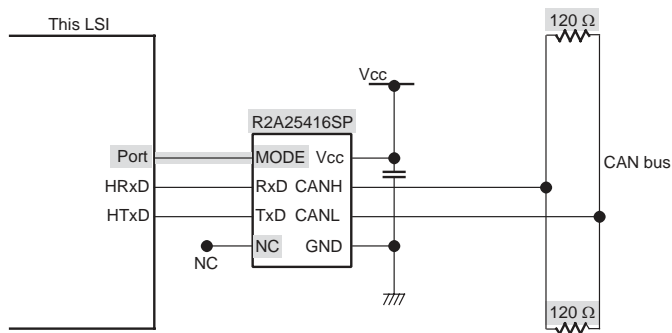 This LSI
120 Ω
Vcc
R2A25416SP
Port
MODE
Vcc
CAN bus
HRxD
RxD
CANH
HTxD
TxD
CANL
NC
GND
NC
120 Ω